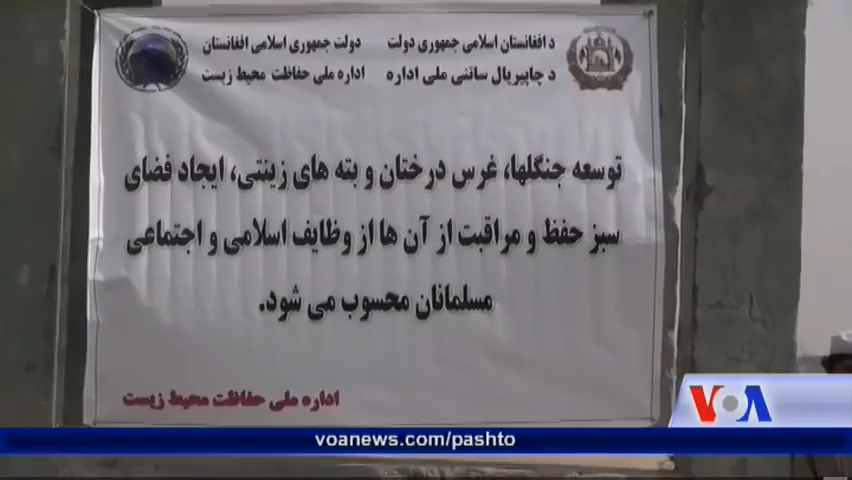 د افغانستان اسلامی جمهوری دولت
د چاپیریال ساتنی ملی اداره
دولت جمهوری اسلامی افغانستان
اداره ملی حفاظت محیط زیست
توسعه جنگلها، غرس درختان و بته های زینتی، ایجاد فضای
سبز حفظ و مراقبت از آن ها از وظایف اسلامی و اجتماعی
مسلمانان محسوب می شود.
اداره ملی حفاظت محیط زیست
VOA
voanews.com/pashto